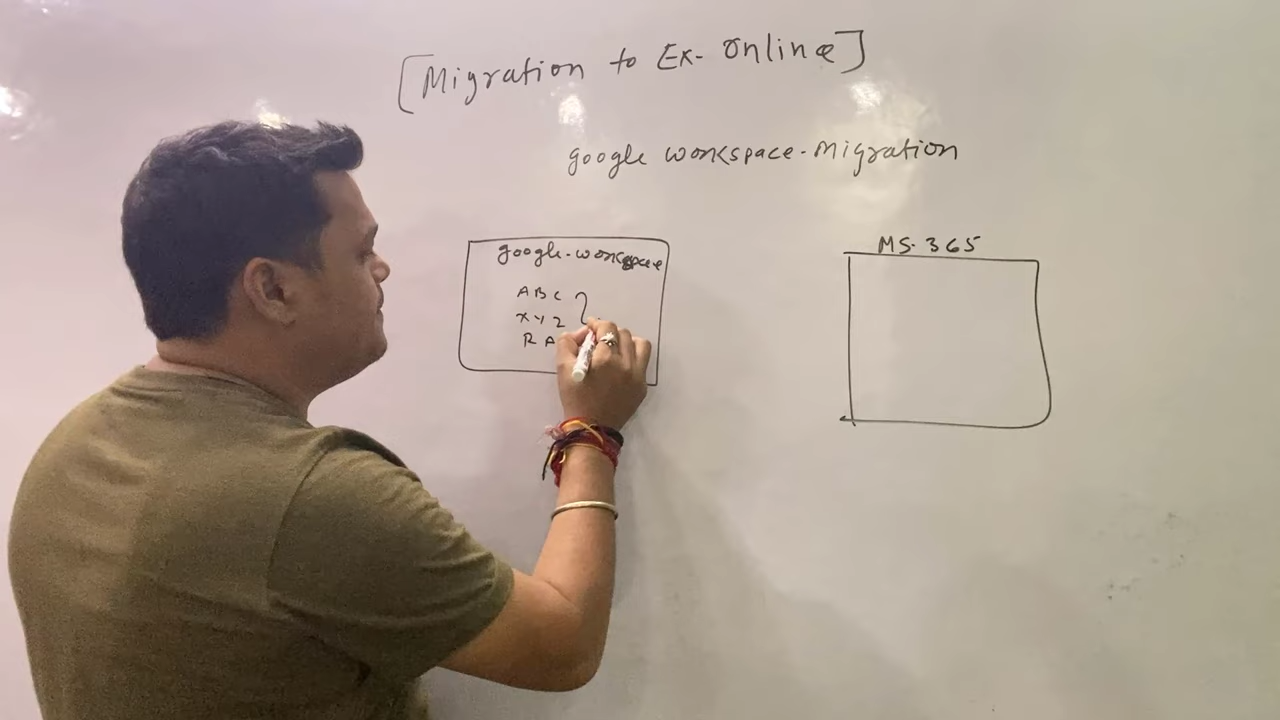 [Migration to Ex- Online]
google workspace-Migration
google-workspace
MS-365
ABC
XYZ
RA